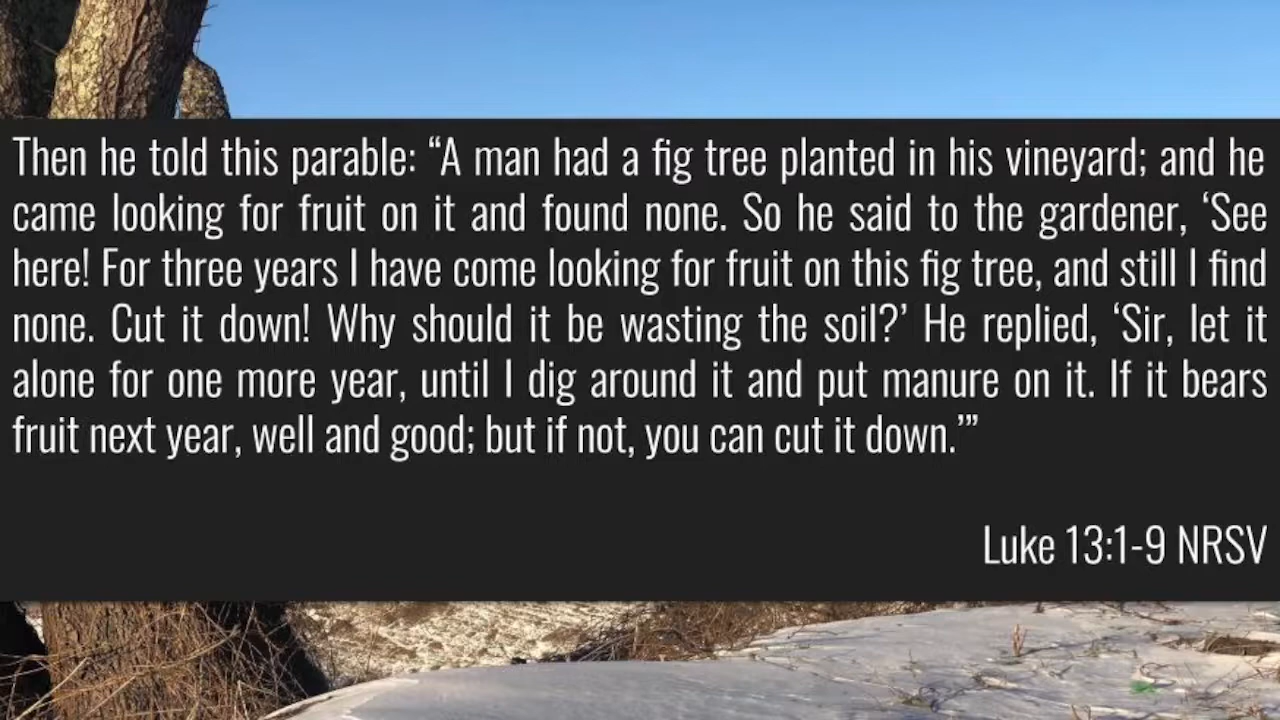 Then he told this parable: “A man had a fig tree planted in his vineyard; and he
came looking for fruit on it and found none. So he said to the gardener, ‘See
here! For three years I have come looking for fruit on this fig tree, and still I find
none. Cut it down! Why should it be wasting the soil?’ He replied, ‘Sir, let it
alone for one more year, until I dig around it and put manure on it. If it bears
fruit next year, well and good; but if not, you can cut it down.’”
Luke 13:1-9 NRSV